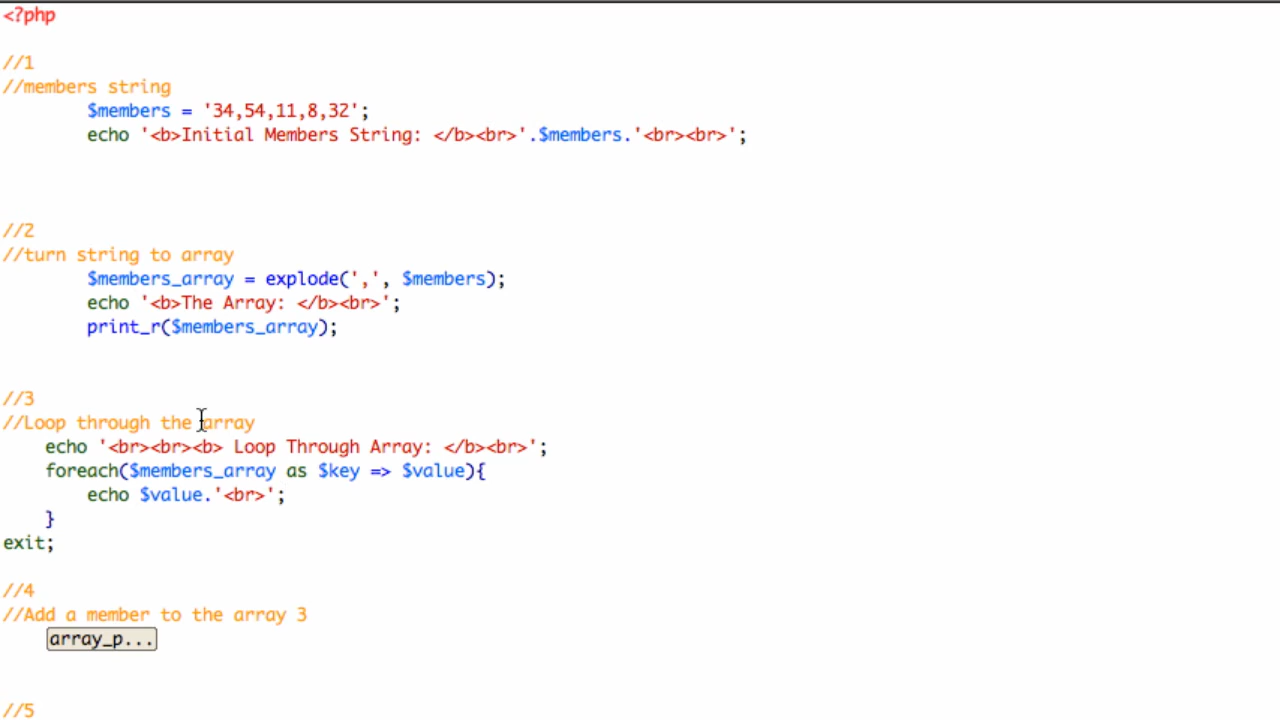 <?php
//1
//members string
$members = '34,54,11,8,32';
echo '<b>Initial Members String: </b><br>'.$members.'<br><br>';
//2
//turn string to array
$members_array = explode(',', $members);
echo '<b>The Array: </b><br>';
print_r($members_array);
//3
//Loop through the array
echo '<br><br><b> Loop Through Array: </b><br>';
foreach($members_array as $key => $value){
echo $value.'<br>';
}
exit;
//4
//Add a member to the array 3
array_p...
//5